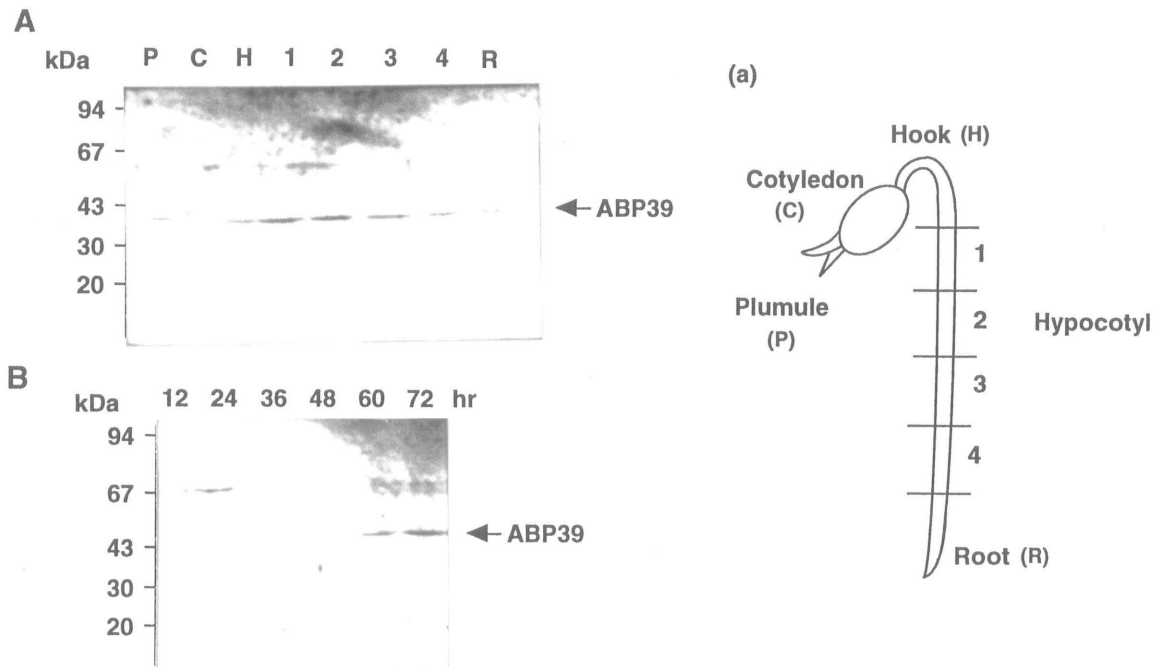 A
kDa P C H 1 2 3 4 R
94
67
43
30
20
ABP39
B
kDa 12 24 36 48 60 72 hr
94
67
43
30
20
ABP39
(a)
Hook (H)
Cotyledon
(C)
Plumule
(P)
1
2
3
4
Hypocotyl
Root (R)